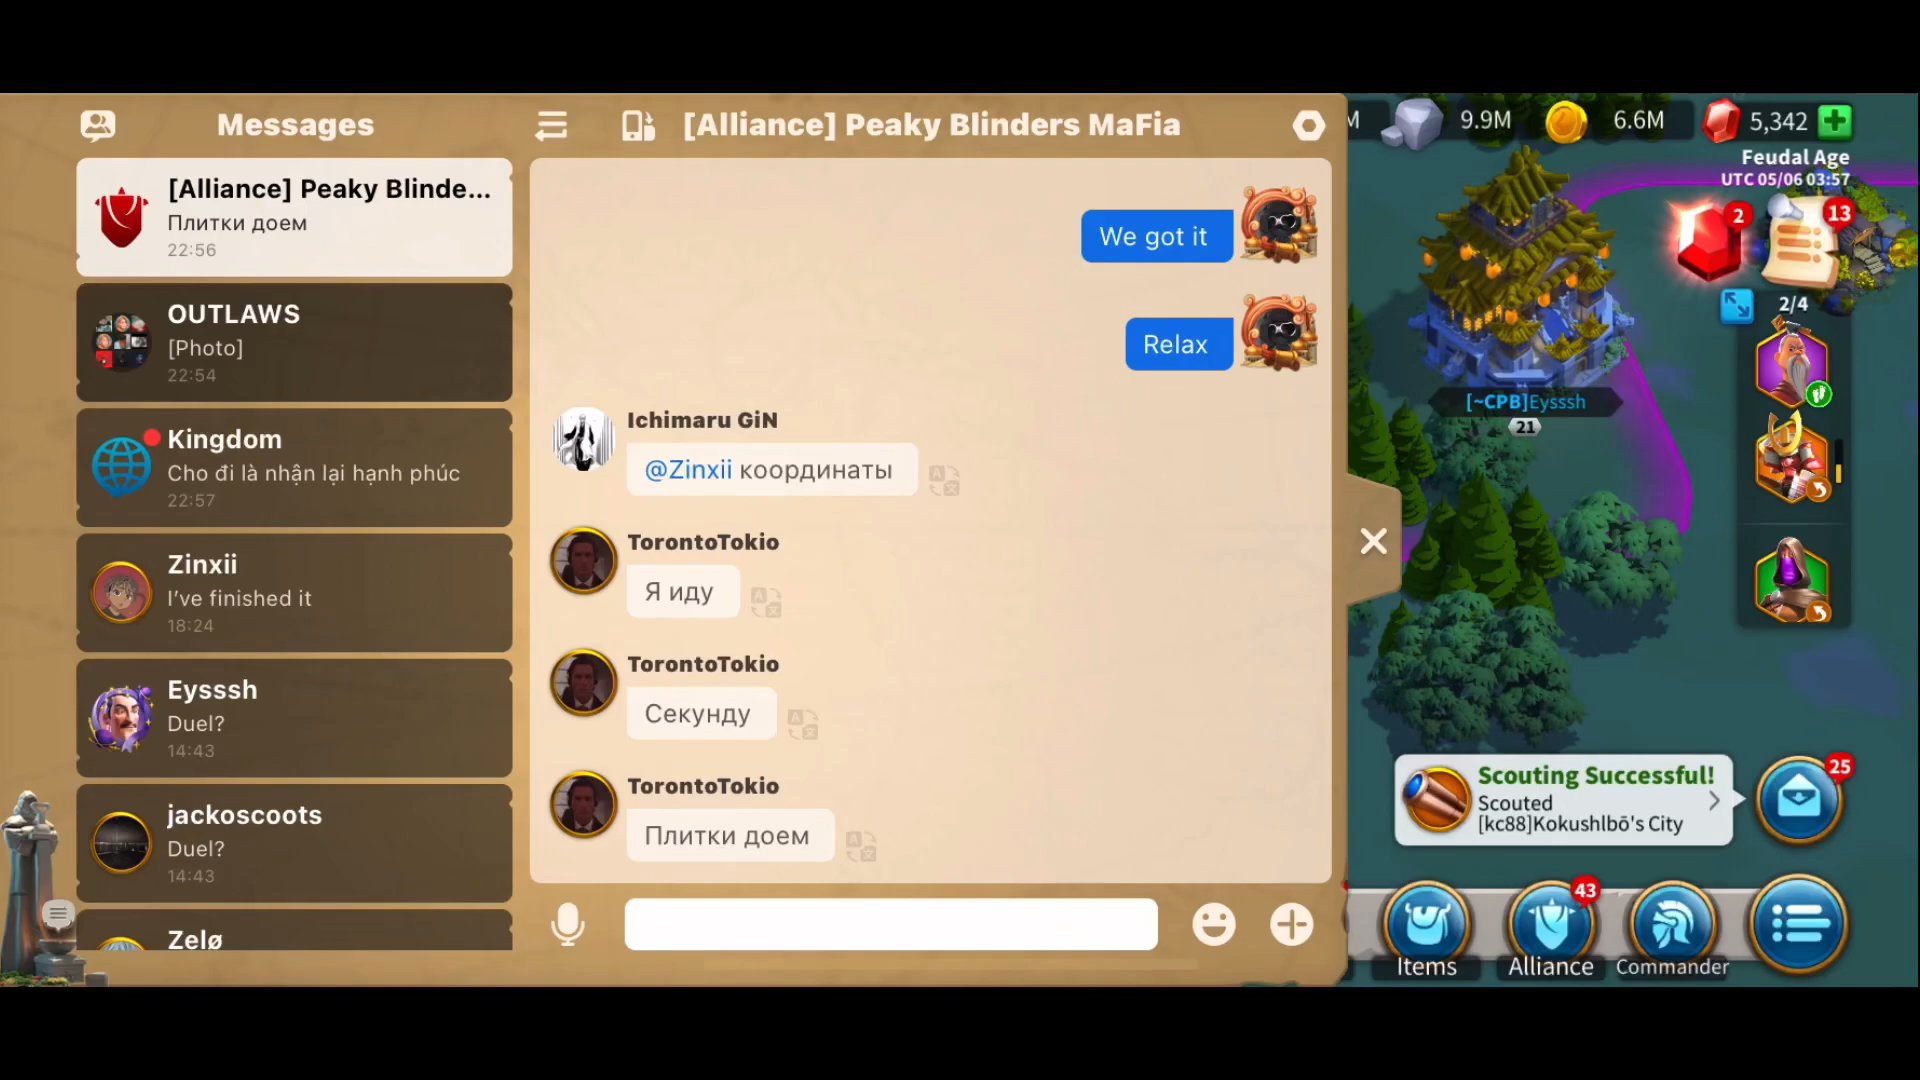 Messages
[Alliance] Peaky Blinde...
Плитки доем
22:56
OUTLAWS
[Photo]
22:54
Kingdom
Cho đi là nhận lại hạnh phúc
22:57
Zinxii
I've finished it
18:24
Eysssh
Duel?
14:43
jackoscoots
Duel?
14:43
Zelø
[Alliance] Peaky Blinders MaFia
We got it
Relax
Ichimaru GiN
@Zinxii координаты
TorontoTokio
Я иду
TorontoTokio
Секунду
TorontoTokio
Плитки доем
M 9.9M 6.6M 5,342
Feudal Age
UTC 05/06 03:57
2 13
2/4
[~CPB]Eysssh
21
Scouting Successful!
Scouted
[kc88]Kokushlbō's City
25
43
Items Alliance Commander